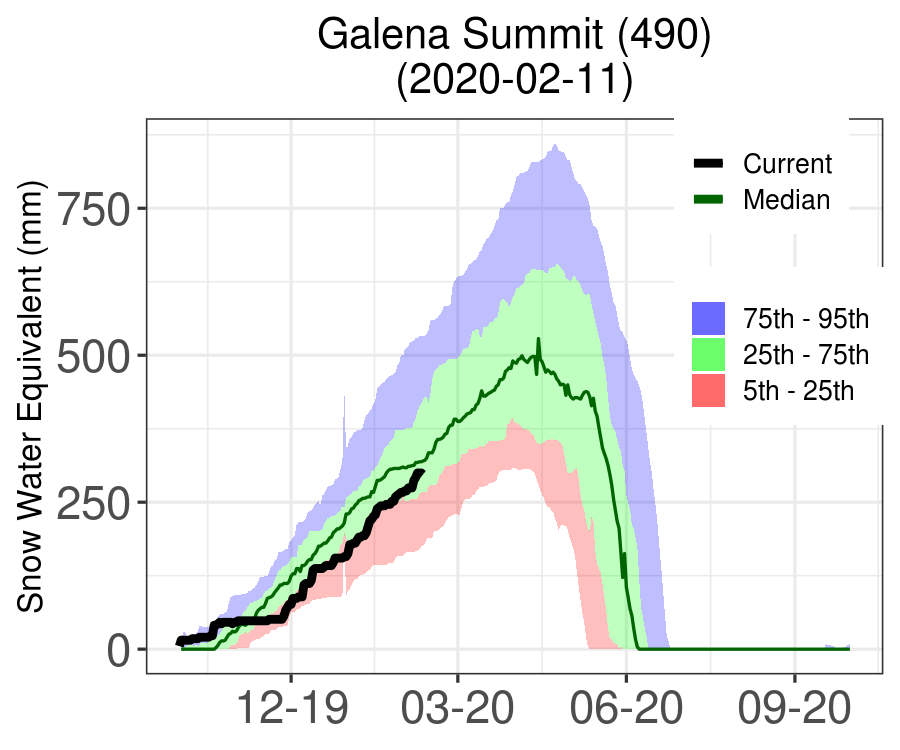 Galena Summit (490)
(2020-02-11)
Snow Water Equivalent (mm)
750
500
250
0
12-19
03-20
06-20
09-20
Current
Median
75th - 95th
25th - 75th
5th - 25th